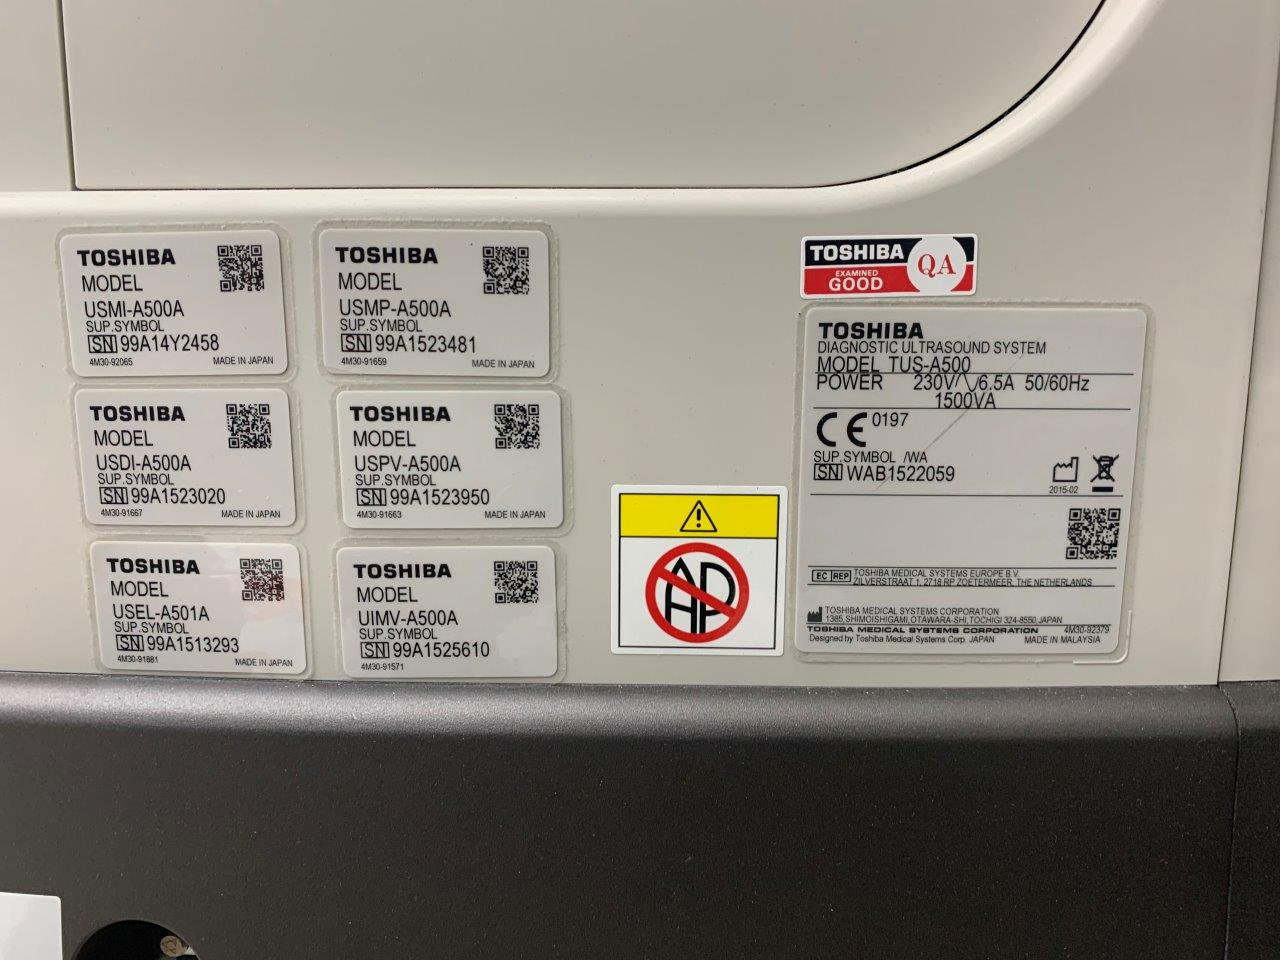 TOSHIBA
MODEL
USMI-A500A
SUP.SYMBOL
SN 99A14Y2458
4M30-92065 MADE IN JAPAN
TOSHIBA
MODEL
USMP-A500A
SUP.SYMBOL
SN 99A1523481
4M30-91659 MADE IN JAPAN
TOSHIBA
MODEL
USDI-A500A
SUP.SYMBOL
SN 99A1523020
4M30-91667 MADE IN JAPAN
TOSHIBA
MODEL
USPV-A500A
SUP.SYMBOL
SN 99A1523950
4M30-91663 MADE IN JAPAN
TOSHIBA
MODEL
USEL-A501A
SUP.SYMBOL
SN 99A1513293
4M30-91881 MADE IN JAPAN
TOSHIBA
MODEL
UIMV-A500A
SUP.SYMBOL
SN 99A1525610
4M30-91571 MADE IN JAPAN
AP
TOSHIBA
EXAMINED
GOOD
QA
TOSHIBA
DIAGNOSTIC ULTRASOUND SYSTEM
MODEL TUS-A500
POWER 230V~/6.5A 50/60Hz
1500VA
CE 0197
SUP.SYMBOL /WA
SN WAB1522059
2015-02
EC REP TOSHIBA MEDICAL SYSTEMS EUROPE B.V.
ZILVERSTRAAT 1, 2718 RP ZOETERMEER, THE NETHERLANDS
TOSHIBA MEDICAL SYSTEMS CORPORATION
1385, SHIMOISHIGAMI, OTAWARA-SHI, TOCHIGI 324-8550, JAPAN
TOSHIBA MEDICAL SYSTEMS CORPORATION 4M30-92379
Designed by Toshiba Medical Systems Corp. JAPAN MADE IN MALAYSIA